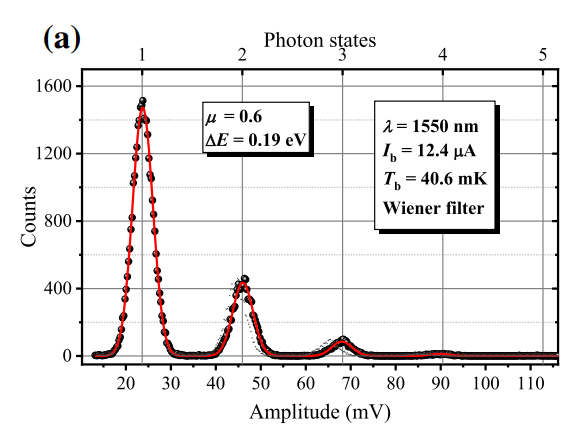 (a)
Photon states
1 2 3 4 5
1600
1200
800
400
0
Counts
μ = 0.6
ΔE = 0.19 eV
λ = 1550 nm
I_b = 12.4 μA
T_b = 40.6 mK
Wiener filter
20 30 40 50 60 70 80 90 100 110
Amplitude (mV)